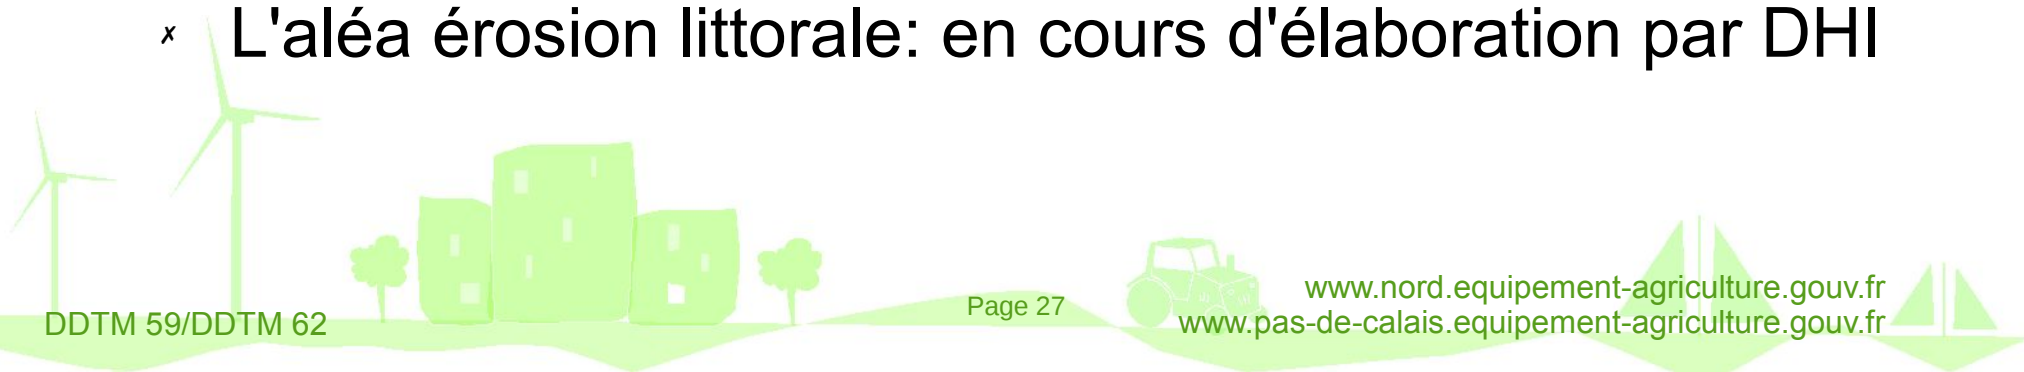 ✗ L'aléa érosion littorale: en cours d'élaboration par DHI
DDTM 59/DDTM 62
Page 27
www.nord.equipement-agriculture.gouv.fr
www.pas-de-calais.equipement-agriculture.gouv.fr